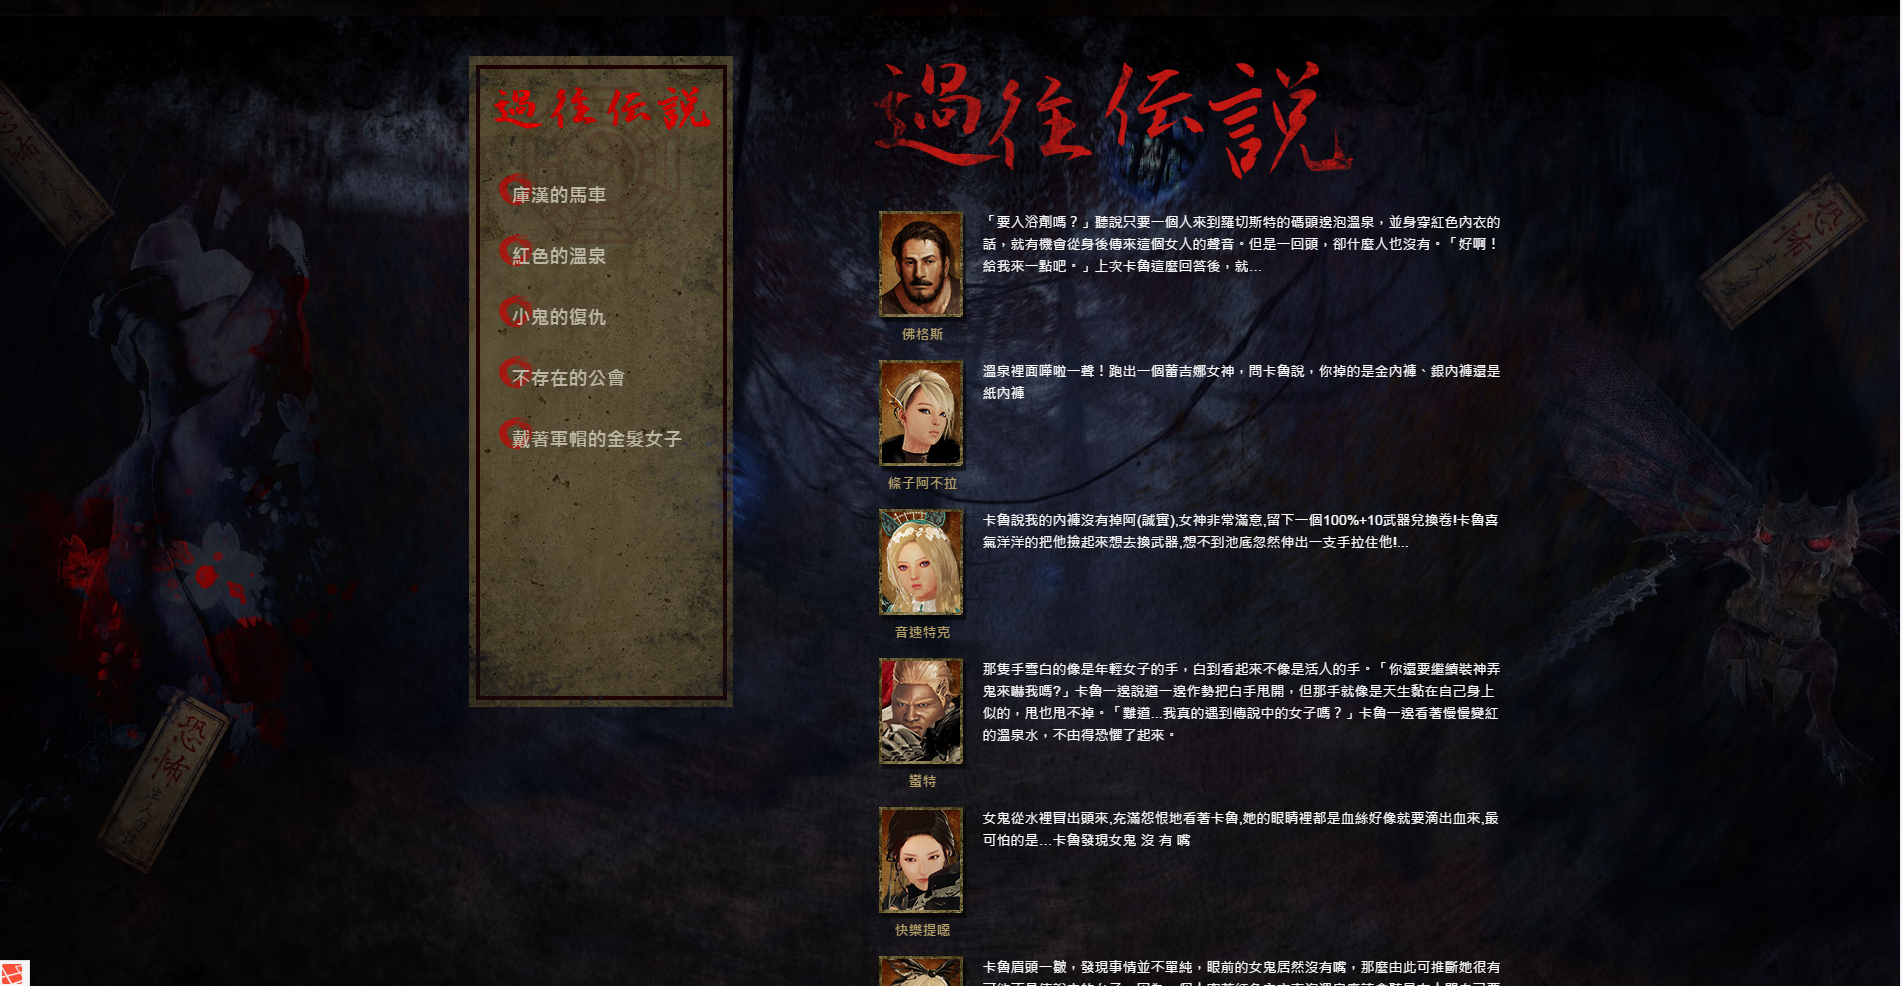 過往伝説
庫漢的馬車
紅色的溫泉
小鬼的復仇
不存在的公會
戴著軍帽的金髮女子
過往伝説
「要入浴劑嗎？」聽說只要一個人來到羅切斯特的碼頭邊泡溫泉，並身穿紅色內衣的
話，就有機會從身後傳來這個女人的聲音。但是一回頭，卻什麼人也沒有。「好啊！
給我來一點吧。」上次卡魯這麼回答後，就...
佛格斯
溫泉裡面嘩啦一聲！跑出一個蕾吉娜女神，問卡魯說，你掉的是金內褲、銀內褲還是
紙內褲
條子阿不拉
卡魯說我的內褲沒有掉阿(誠實),女神非常滿意,留下一個100%+10武器兌換卷!卡魯喜
氣洋洋的把他撿起來想去換武器,想不到池底忽然伸出一支手拉住他!...
音速特克
那隻手雪白的像是年輕女子的手，白到看起來不像是活人的手。「你還要繼續裝神弄
鬼來嚇我嗎?」卡魯一邊說道一邊作勢把白手甩開，但那手就像是天生黏在自己身上
似的，甩也甩不掉。「難道...我真的遇到傳說中的女子嗎？」卡魯一邊看著慢慢變紅
的溫泉水，不由得恐懼了起來。
蠻特
女鬼從水裡冒出頭來,充滿怨恨地看著卡魯,她的眼睛裡都是血絲好像就要滴出血來,最
可怕的是...卡魯發現女鬼 沒 有 嘴
快樂提噁
卡魯眉頭一皺，發現事情並不單純，眼前的女鬼居然沒有嘴，那麼由此可推斷她很有
恐怖
恐怖